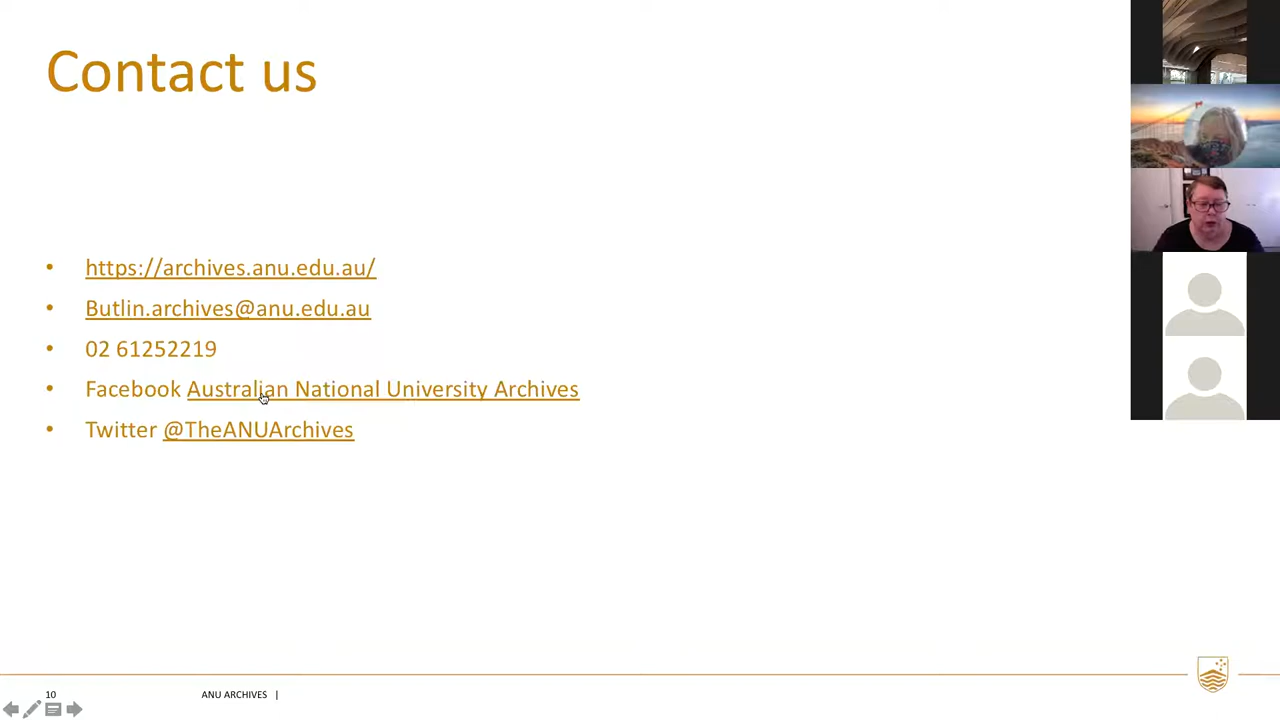 Contact us
• https://archives.anu.edu.au/
• Butlin.archives@anu.edu.au
• 02 61252219
• Facebook Australian National University Archives
• Twitter @TheANUArchives
10
ANU ARCHIVES |